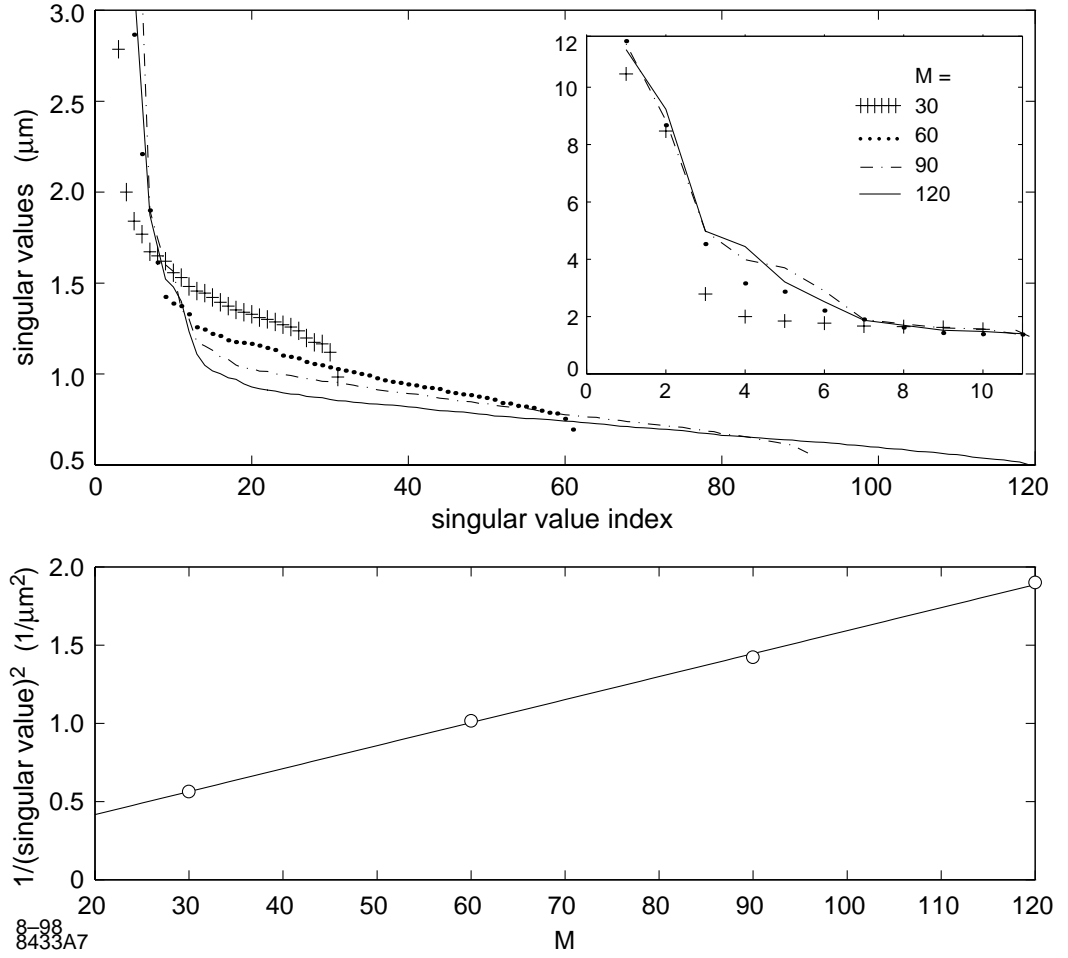 3.0
2.5
2.0
1.5
1.0
0.5
singular values (μm)
0 20 40 60 80 100 120
singular value index
12
10
8
6
4
2
0
0 2 4 6 8 10
M =
30
60
90
120
2.0
1.5
1.0
0.5
0
1/(singular value)² (1/μm²)
20 30 40 50 60 70 80 90 100 110 120
M
8–98
8433A7